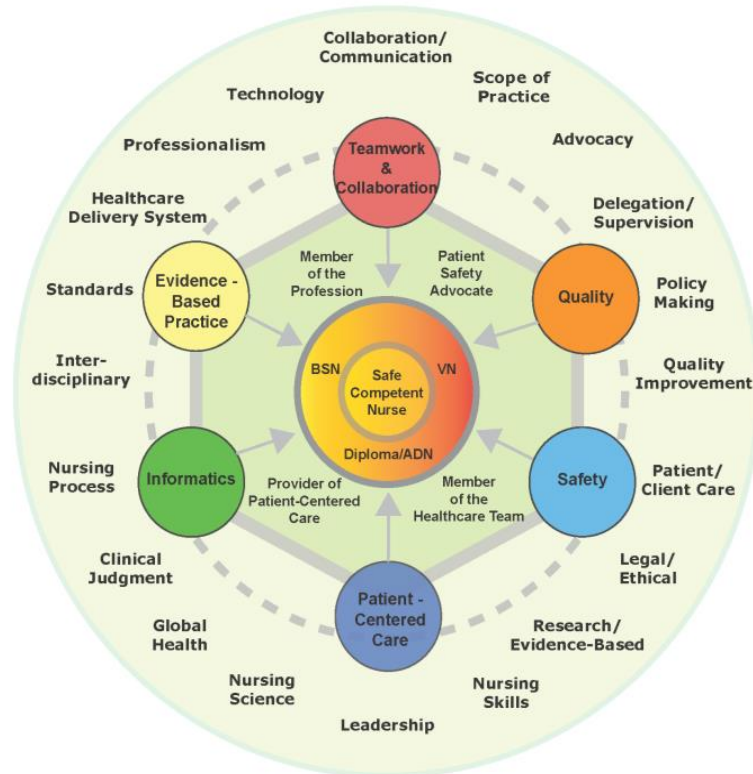 Collaboration/
Communication
Technology
Scope of
Practice
Professionalism
Advocacy
Teamwork
&
Collaboration
Healthcare
Delivery System
Delegation/
Supervision
Member
of the
Profession
Patient
Safety
Advocate
Standards
Evidence -
Based
Practice
Quality
Policy
Making
Inter-
disciplinary
BSN
VN
Safe
Competent
Nurse
Diploma/ADN
Quality
Improvement
Nursing
Process
Informatics
Provider of
Patient-Centered
Care
Member
of the
Healthcare Team
Safety
Patient/
Client Care
Clinical
Judgment
Legal/
Ethical
Global
Health
Patient -
Centered
Care
Research/
Evidence-Based
Nursing
Science
Nursing
Skills
Leadership